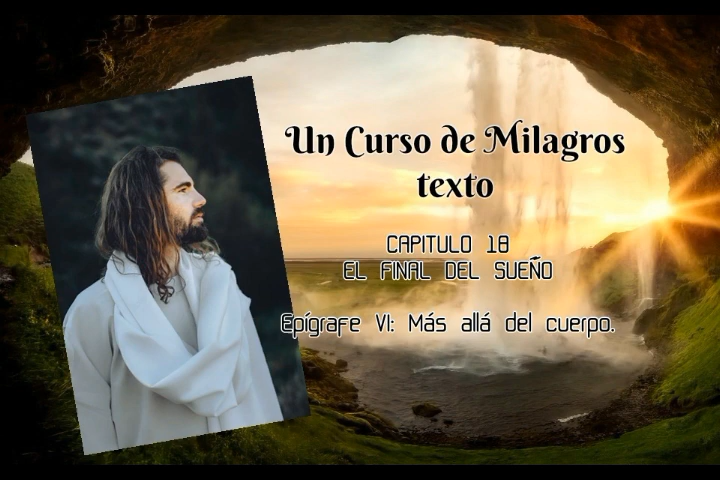 Un Curso de Milagros
texto
CAPITULO 18
EL FINAL DEL SUEÑO
Epígrafe VI: Más allá del cuerpo.